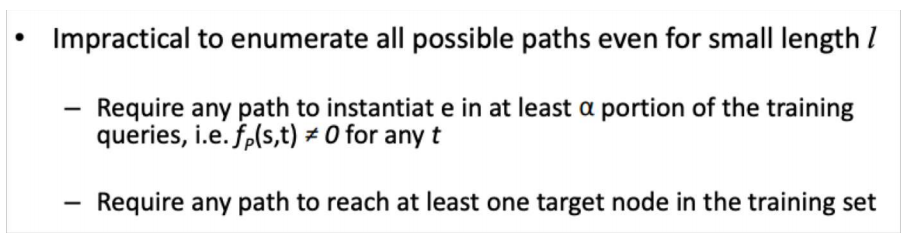 • Impractical to enumerate all possible paths even for small length l
– Require any path to instantiat e in at least α portion of the training
queries, i.e. fₚ(s,t) ≠ 0 for any t
– Require any path to reach at least one target node in the training set